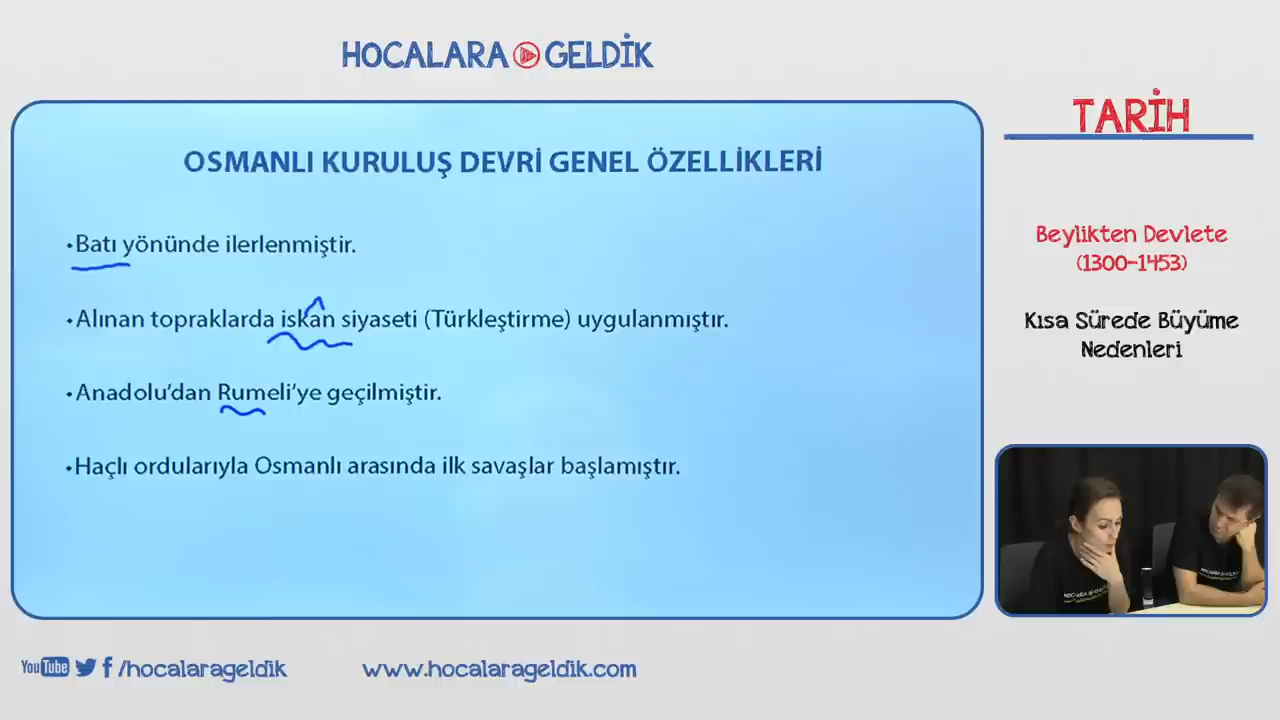 HOCALARA GELDİK
TARİH
OSMANLI KURULUŞ DEVRİ GENEL ÖZELLİKLERİ
•Batı yönünde ilerlenmiştir.
•Alınan topraklarda iskan siyaseti (Türkleştirme) uygulanmıştır.
•Anadolu'dan Rumeli'ye geçilmiştir.
•Haçlı ordularıyla Osmanlı arasında ilk savaşlar başlamıştır.
Beylikten Devlete
(1300-1453)
Kısa Sürede Büyüme
Nedenleri
YouTube f /hocalarageldik
www.hocalarageldik.com